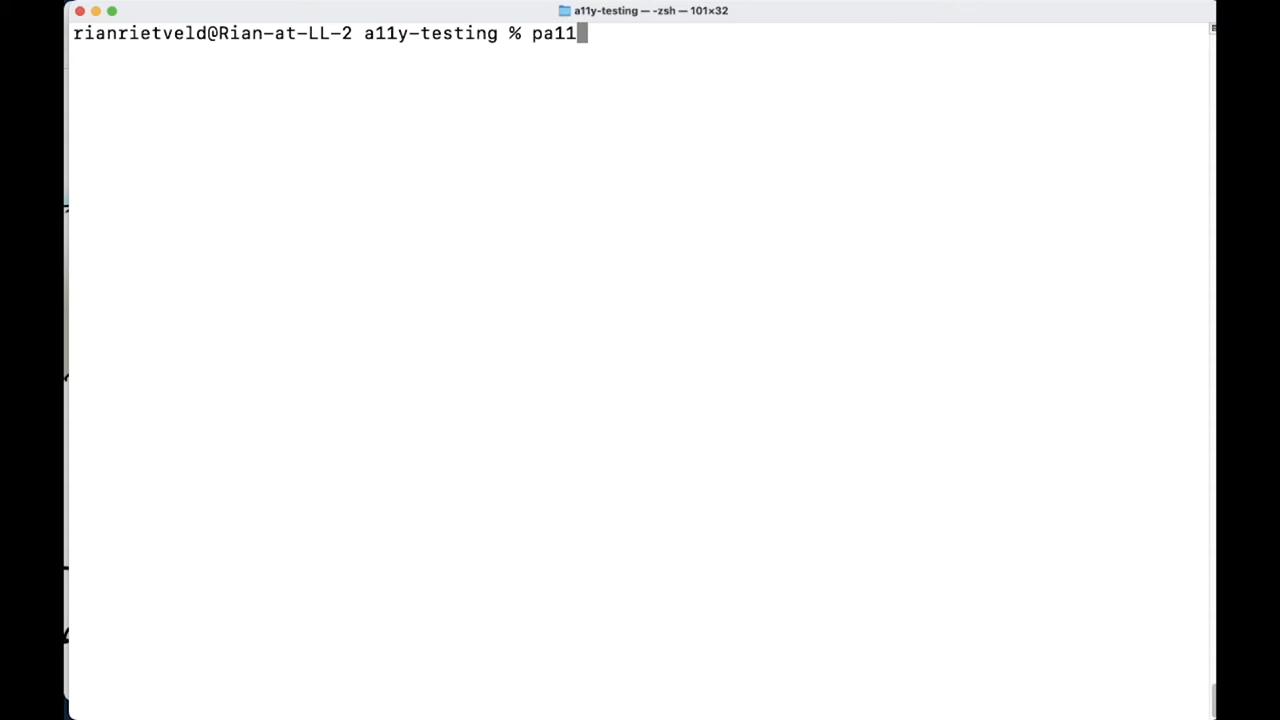 a11y-testing — -zsh — 101×32
rianrietveld@Rian-at-LL-2 a11y-testing % pa11